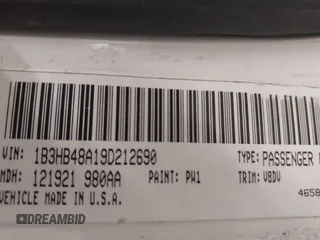 VIN: 1B3HB48A19D212690 TYPE: PASSENGER
MDH: 121921 980AA PAINT: PW1 TRIM: V8DV
VEHICLE MADE IN U.S.A. 4658
DREAMBID